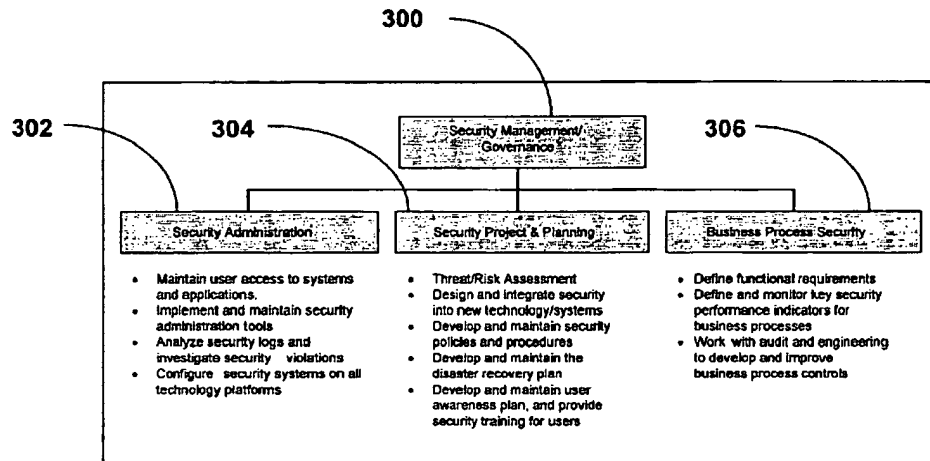 300
302
304
306
Security Management/
Governance
Security Administration
Security Project & Planning
Business Process Security
• Maintain user access to systems
and applications.
• Implement and maintain security
administration tools
• Analyze security logs and
investigate security violations
• Configure security systems on all
technology platforms
• Threat/Risk Assessment
• Design and integrate security
into new technology/systems
• Develop and maintain security
policies and procedures
• Develop and maintain the
disaster recovery plan
• Develop and maintain user
awareness plan, and provide
security training for users
• Define functional requirements
• Define and monitor key security
performance indicators for
business processes
• Work with audit and engineering
to develop and improve
business process controls